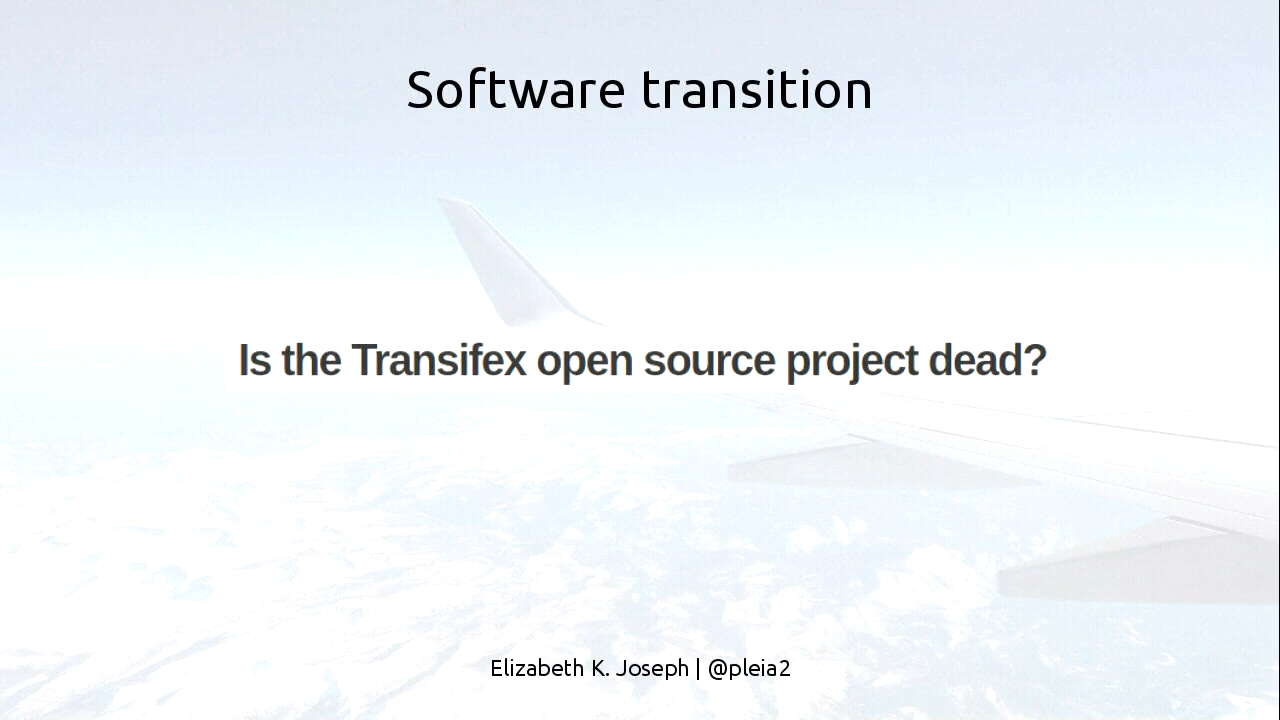 Software transition
Is the Transifex open source project dead?
Elizabeth K. Joseph | @pleia2